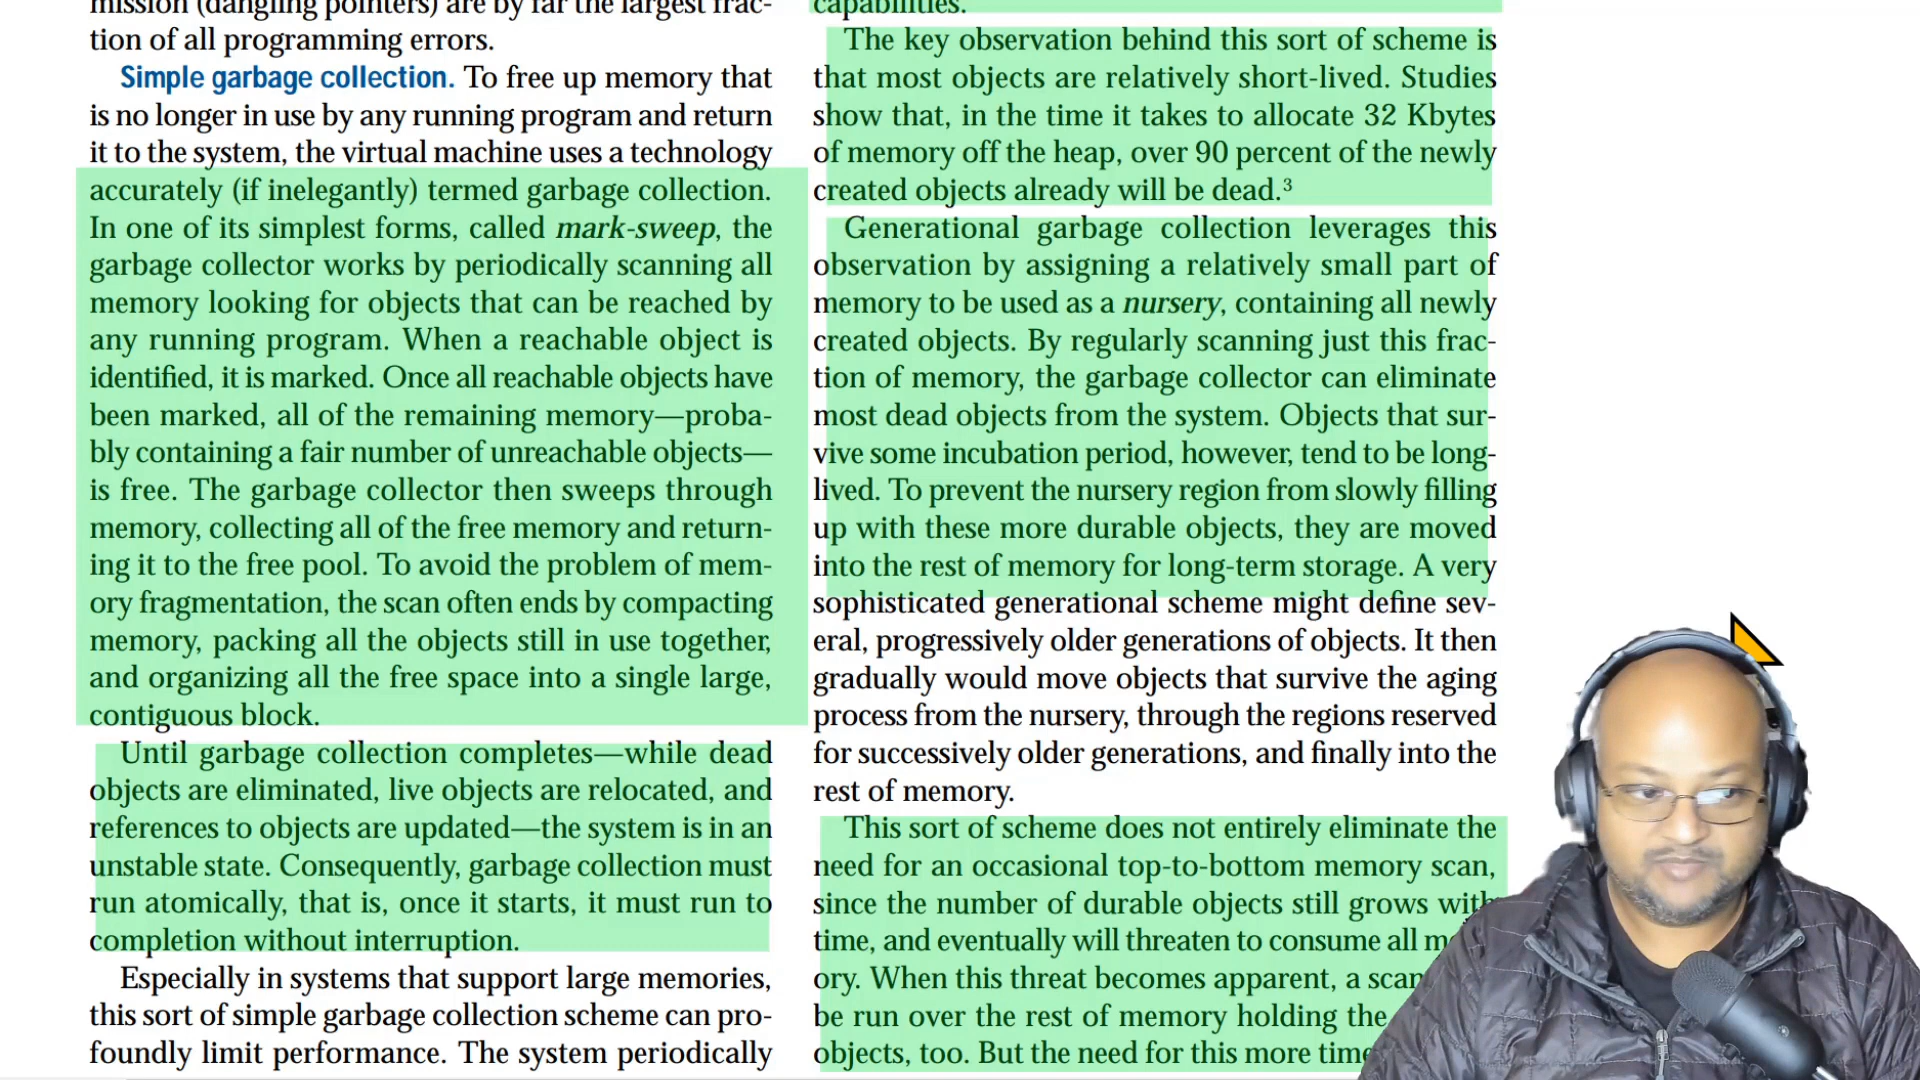 mission (dangling pointers) are by far the largest frac-
tion of all programming errors.
Simple garbage collection. To free up memory that
is no longer in use by any running program and return
it to the system, the virtual machine uses a technology
accurately (if inelegantly) termed garbage collection.
In one of its simplest forms, called mark-sweep, the
garbage collector works by periodically scanning all
memory looking for objects that can be reached by
any running program. When a reachable object is
identified, it is marked. Once all reachable objects have
been marked, all of the remaining memory—proba-
bly containing a fair number of unreachable objects—
is free. The garbage collector then sweeps through
memory, collecting all of the free memory and return-
ing it to the free pool. To avoid the problem of mem-
ory fragmentation, the scan often ends by compacting
memory, packing all the objects still in use together,
and organizing all the free space into a single large,
contiguous block.
Until garbage collection completes—while dead
objects are eliminated, live objects are relocated, and
references to objects are updated—the system is in an
unstable state. Consequently, garbage collection must
run atomically, that is, once it starts, it must run to
completion without interruption.
Especially in systems that support large memories,
this sort of simple garbage collection scheme can pro-
foundly limit performance. The system periodically
capabilities.
The key observation behind this sort of scheme is
that most objects are relatively short-lived. Studies
show that, in the time it takes to allocate 32 Kbytes
of memory off the heap, over 90 percent of the newly
created objects already will be dead.³
Generational garbage collection leverages this
observation by assigning a relatively small part of
memory to be used as a nursery, containing all newly
created objects. By regularly scanning just this frac-
tion of memory, the garbage collector can eliminate
most dead objects from the system. Objects that sur-
vive some incubation period, however, tend to be long-
lived. To prevent the nursery region from slowly filling
up with these more durable objects, they are moved
into the rest of memory for long-term storage. A very
sophisticated generational scheme might define sev-
eral, progressively older generations of objects. It then
gradually would move objects that survive the aging
process from the nursery, through the regions reserved
for successively older generations, and finally into the
rest of memory.
This sort of scheme does not entirely eliminate the
need for an occasional top-to-bottom memory scan,
since the number of durable objects still grows with
time, and eventually will threaten to consume all
ory. When this threat becomes apparent, a scan
be run over the rest of memory holding the
objects, too. But the need for this more time